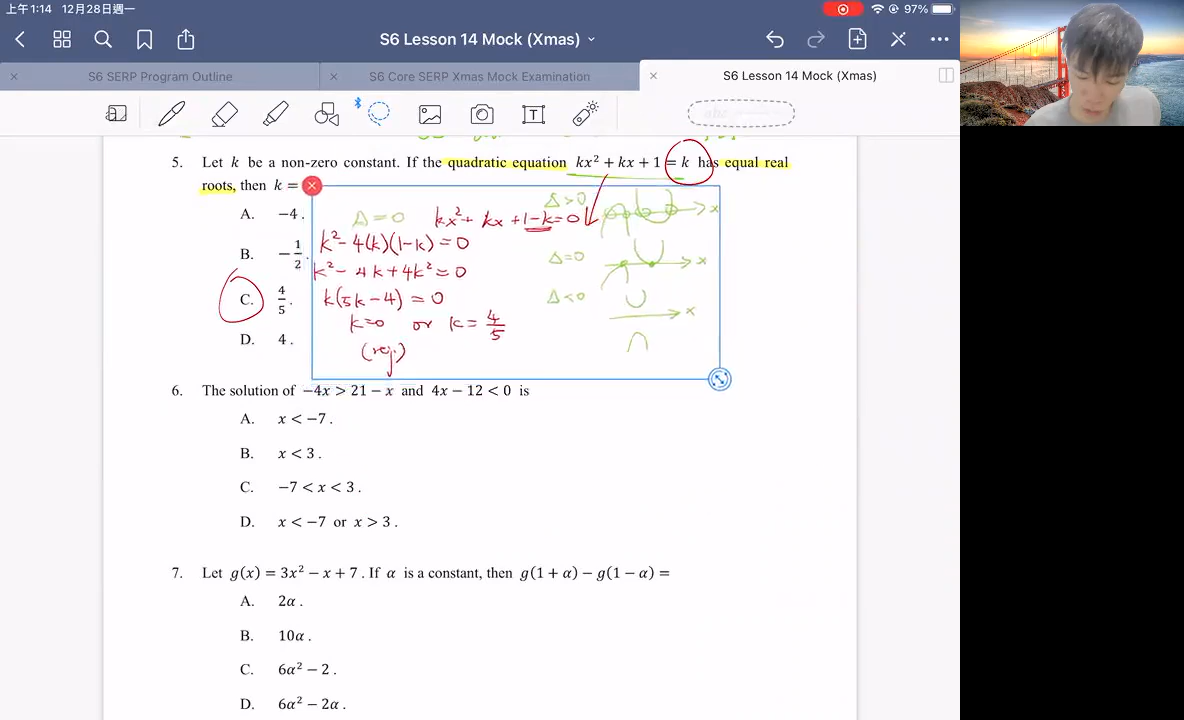 上午1:14 12月28日週一
97%
S6 Lesson 14 Mock (Xmas)
S6 SERP Program Outline
S6 Core SERP Xmas Mock Examination
S6 Lesson 14 Mock (Xmas)
5. Let k be a non-zero constant. If the quadratic equation kx² + kx + 1 = k has equal real
roots, then k =
A. −4 .
B. −1/2 .
C. 4/5 .
D. 4 .
Δ=0 kx²+ kx +1−k=0
k²− 4(k)(1−k) = 0
k²− 4k+4k²=0
k(5k−4) = 0
k=0 or k= 4/5
(rej.)
Δ>0 x
Δ=0 x
Δ<0 x
6. The solution of −4x > 21 − x and 4x − 12 < 0 is
A. x < −7 .
B. x < 3 .
C. −7 < x < 3 .
D. x < −7 or x > 3 .
7. Let g(x) = 3x² − x + 7 . If α is a constant, then g(1 + α) − g(1 − α) =
A. 2α .
B. 10α .
C. 6α² − 2 .
D. 6α² − 2α .